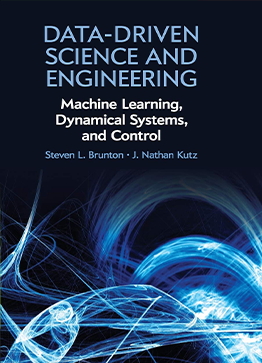 DATA-DRIVEN
SCIENCE AND
ENGINEERING
Machine Learning,
Dynamical Systems,
and Control
Steven L. Brunton • J. Nathan Kutz